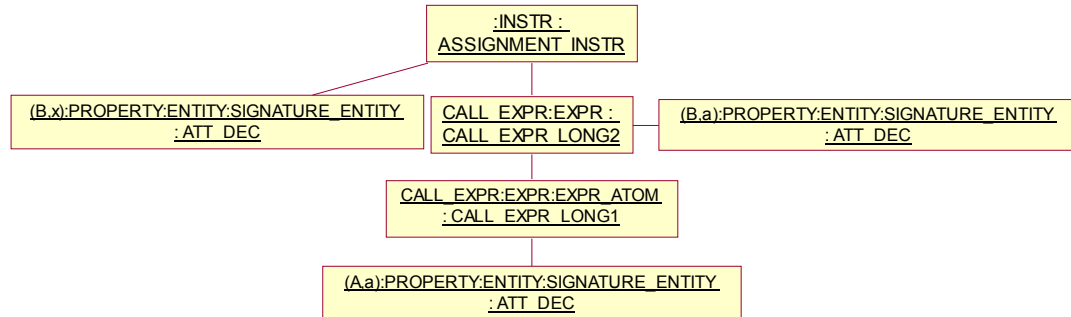 :INSTR :
ASSIGNMENT_INSTR
(B,x):PROPERTY:ENTITY:SIGNATURE_ENTITY
: ATT_DEC
CALL_EXPR:EXPR :
CALL_EXPR_LONG2
(B,a):PROPERTY:ENTITY:SIGNATURE_ENTITY
: ATT_DEC
CALL_EXPR:EXPR:EXPR_ATOM
: CALL_EXPR_LONG1
(A,a):PROPERTY:ENTITY:SIGNATURE_ENTITY
: ATT_DEC